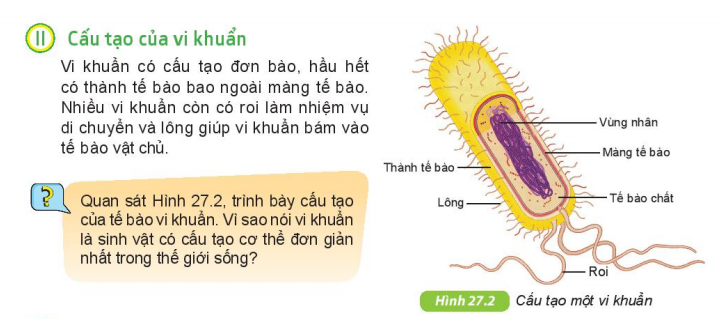 II Cấu tạo của vi khuẩn
Vi khuẩn có cấu tạo đơn bào, hầu hết
có thành tế bào bao ngoài màng tế bào.
Nhiều vi khuẩn còn có roi làm nhiệm vụ
di chuyển và lông giúp vi khuẩn bám vào
tế bào vật chủ.
?
Quan sát Hình 27.2, trình bày cấu tạo
của tế bào vi khuẩn. Vì sao nói vi khuẩn
là sinh vật có cấu tạo cơ thể đơn giản
nhất trong thế giới sống?
Vùng nhân
Màng tế bào
Thành tế bào
Tế bào chất
Lông
Roi
Hình 27.2 Cấu tạo một vi khuẩn